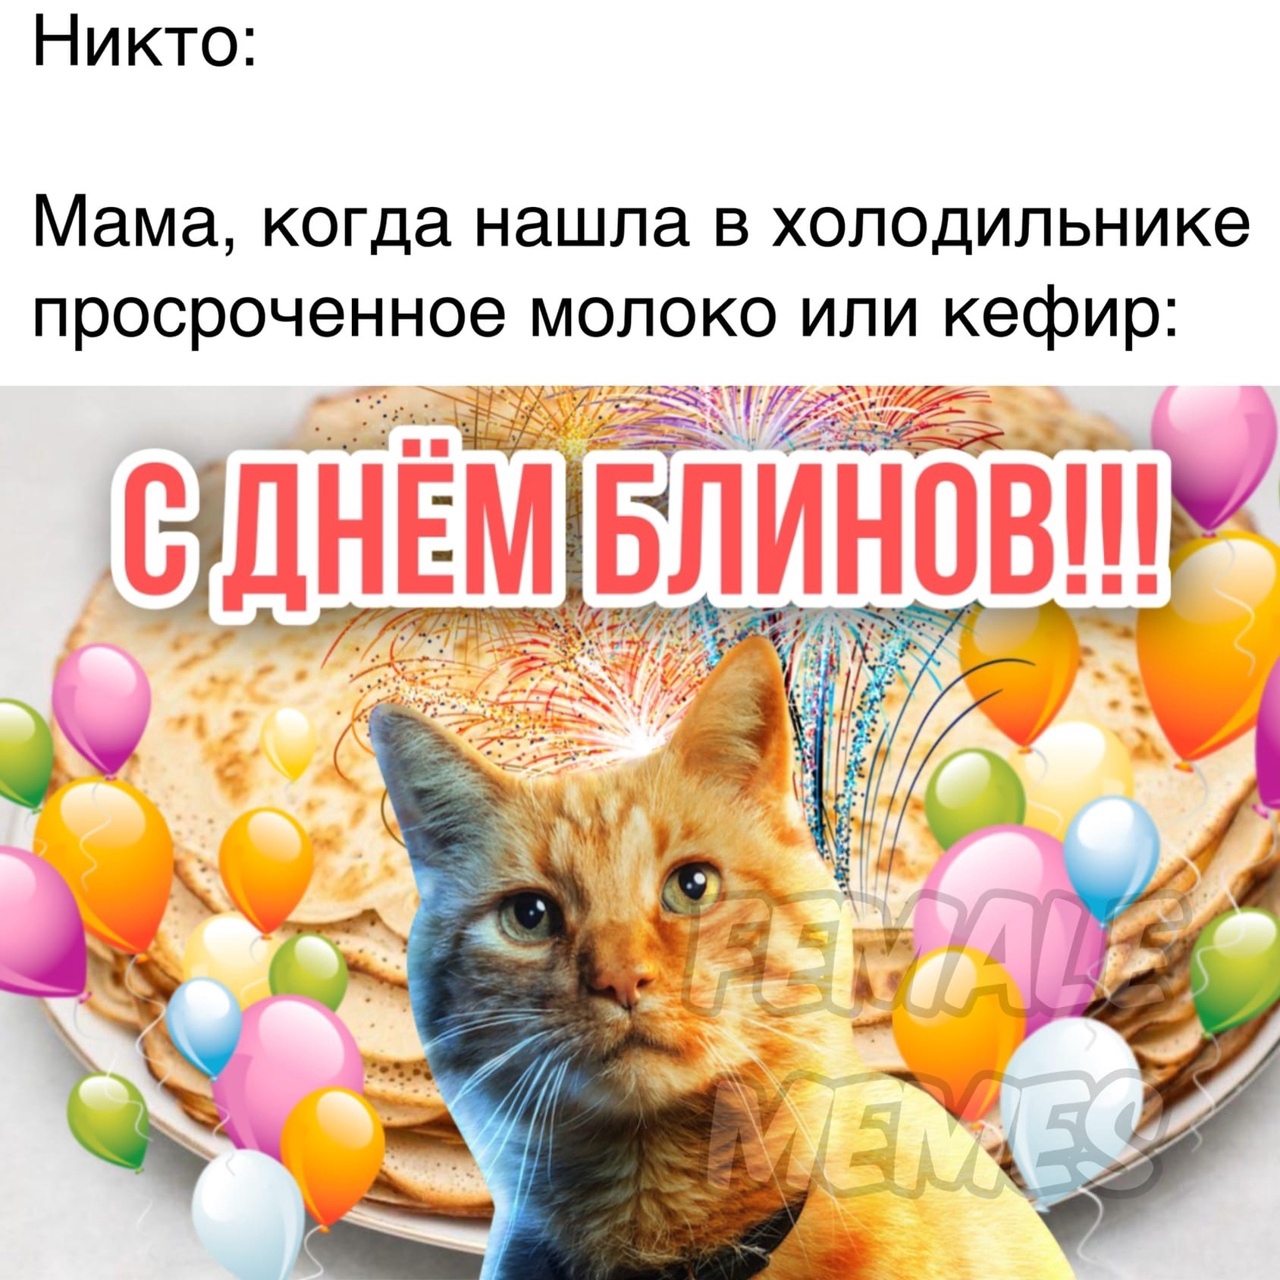 Никто:
Мама, когда нашла в холодильнике
просроченное молоко или кефир:
С ДНЁМ БЛИНОВ!!!
FEMALE
MEMES